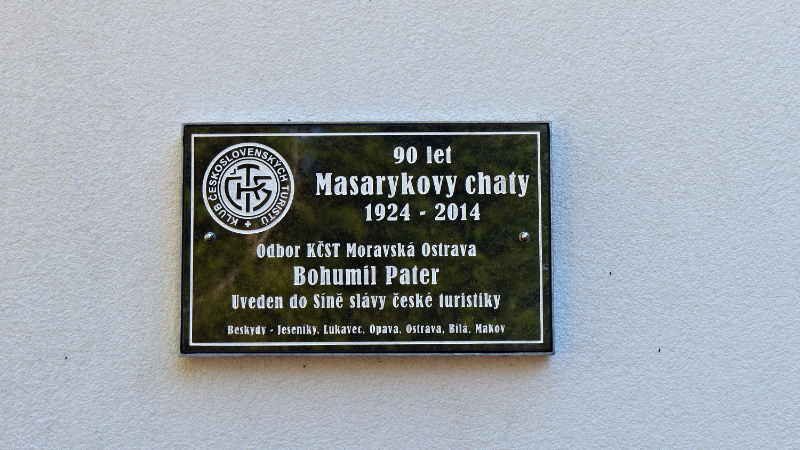 KLUB ČESKOSLOVENSKÝCH TURISTŮ
KČST
90 let
Masarykovy chaty
1924 - 2014
Odbor KČST Moravská Ostrava
Bohumil Pater
Uveden do Síně slávy české turistiky
Beskydy - Jeseníky, Lukavec, Opava, Ostrava, Bílá, Makov